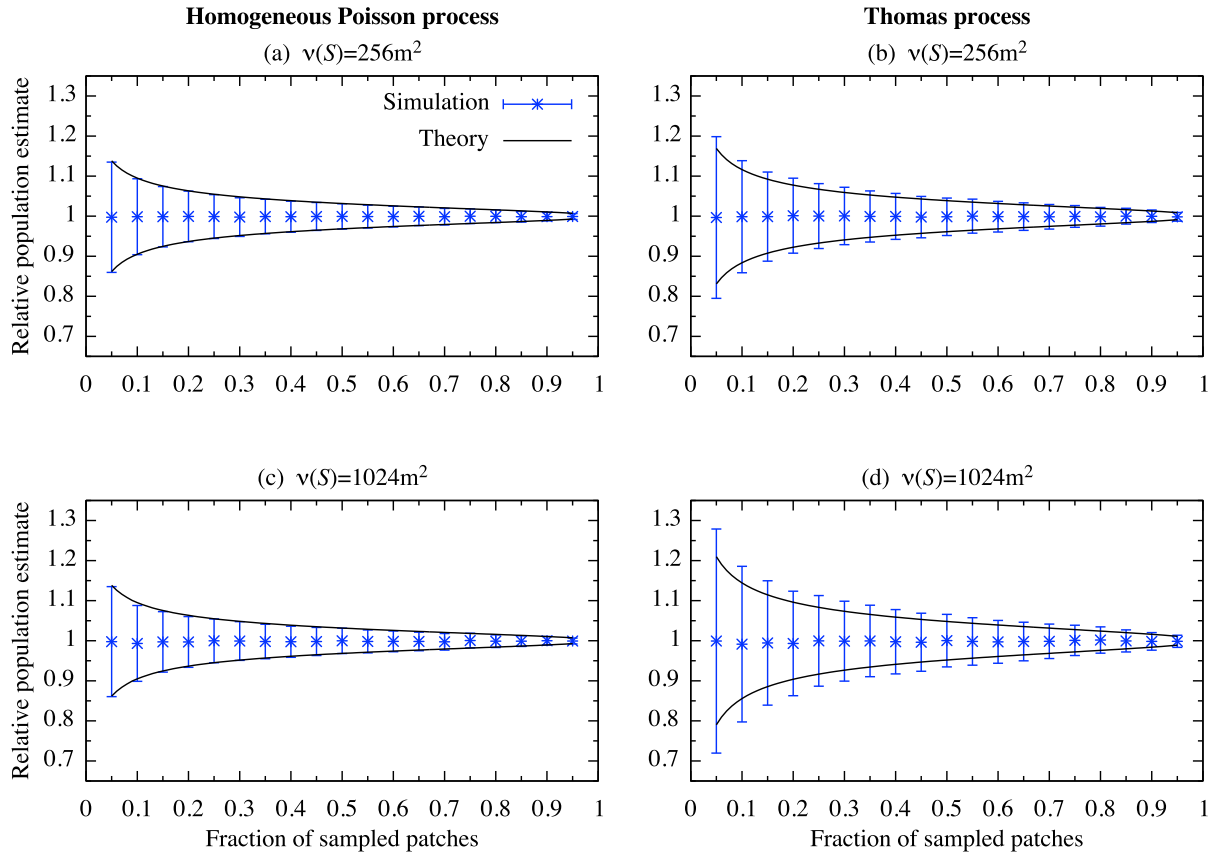 Homogeneous Poisson process
Thomas process
(a) ν(S)=256m²
(b) ν(S)=256m²
Relative population estimate
1.3
1.2
1.1
1
0.9
0.8
0.7
Simulation
Theory
0 0.1 0.2 0.3 0.4 0.5 0.6 0.7 0.8 0.9 1
1.3
1.2
1.1
1
0.9
0.8
0.7
0 0.1 0.2 0.3 0.4 0.5 0.6 0.7 0.8 0.9 1
(c) ν(S)=1024m²
(d) ν(S)=1024m²
Relative population estimate
1.3
1.2
1.1
1
0.9
0.8
0.7
0 0.1 0.2 0.3 0.4 0.5 0.6 0.7 0.8 0.9 1
Fraction of sampled patches
1.3
1.2
1.1
1
0.9
0.8
0.7
0 0.1 0.2 0.3 0.4 0.5 0.6 0.7 0.8 0.9 1
Fraction of sampled patches